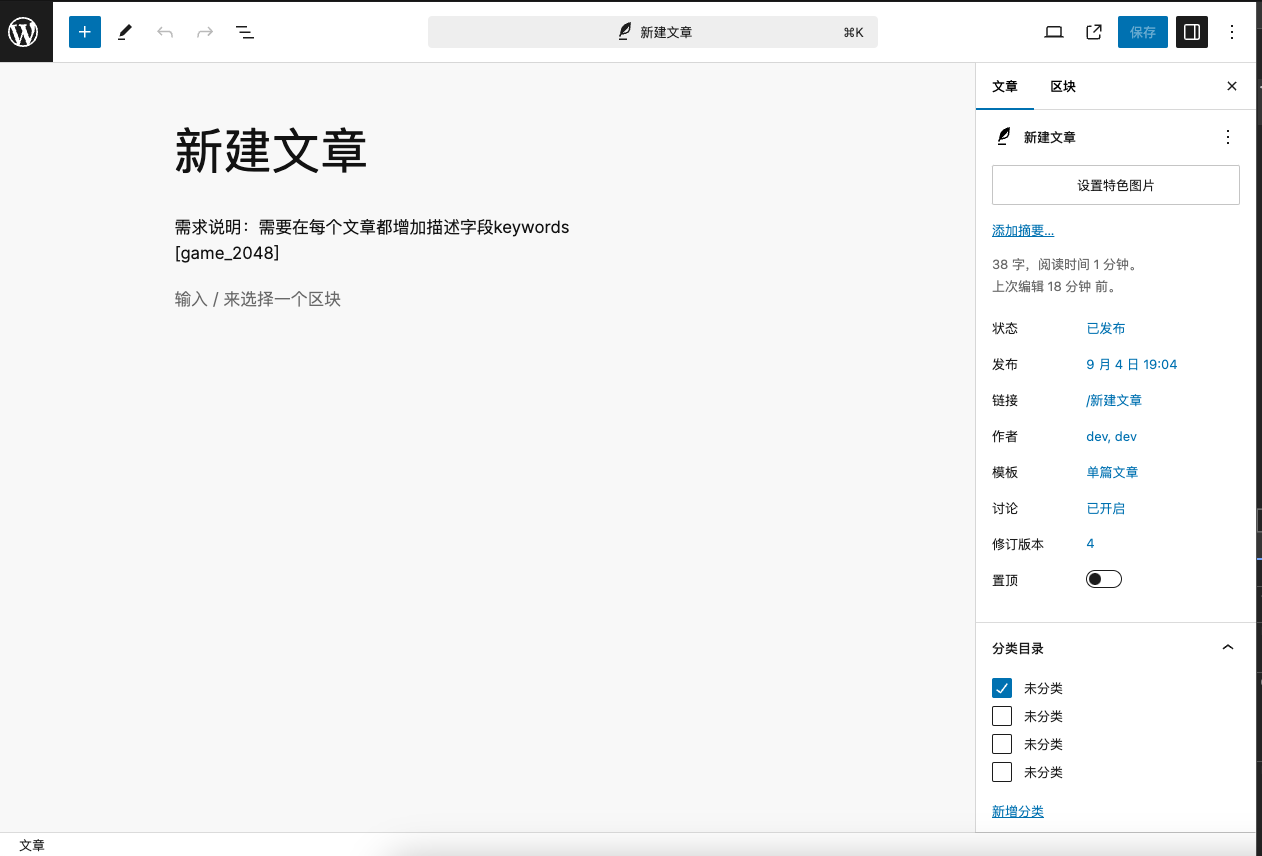 新建文章
⌘K
保存
新建文章
需求说明：需要在每个文章都增加描述字段keywords
[game_2048]
输入 / 来选择一个区块
文章 区块
新建文章
设置特色图片
添加摘要...
38 字，阅读时间 1 分钟。
上次编辑 18 分钟 前。
状态 已发布
发布 9 月 4 日 19:04
链接 /新建文章
作者 dev, dev
模板 单篇文章
讨论 已开启
修订版本 4
置顶
分类目录
未分类
未分类
未分类
未分类
新增分类
文章